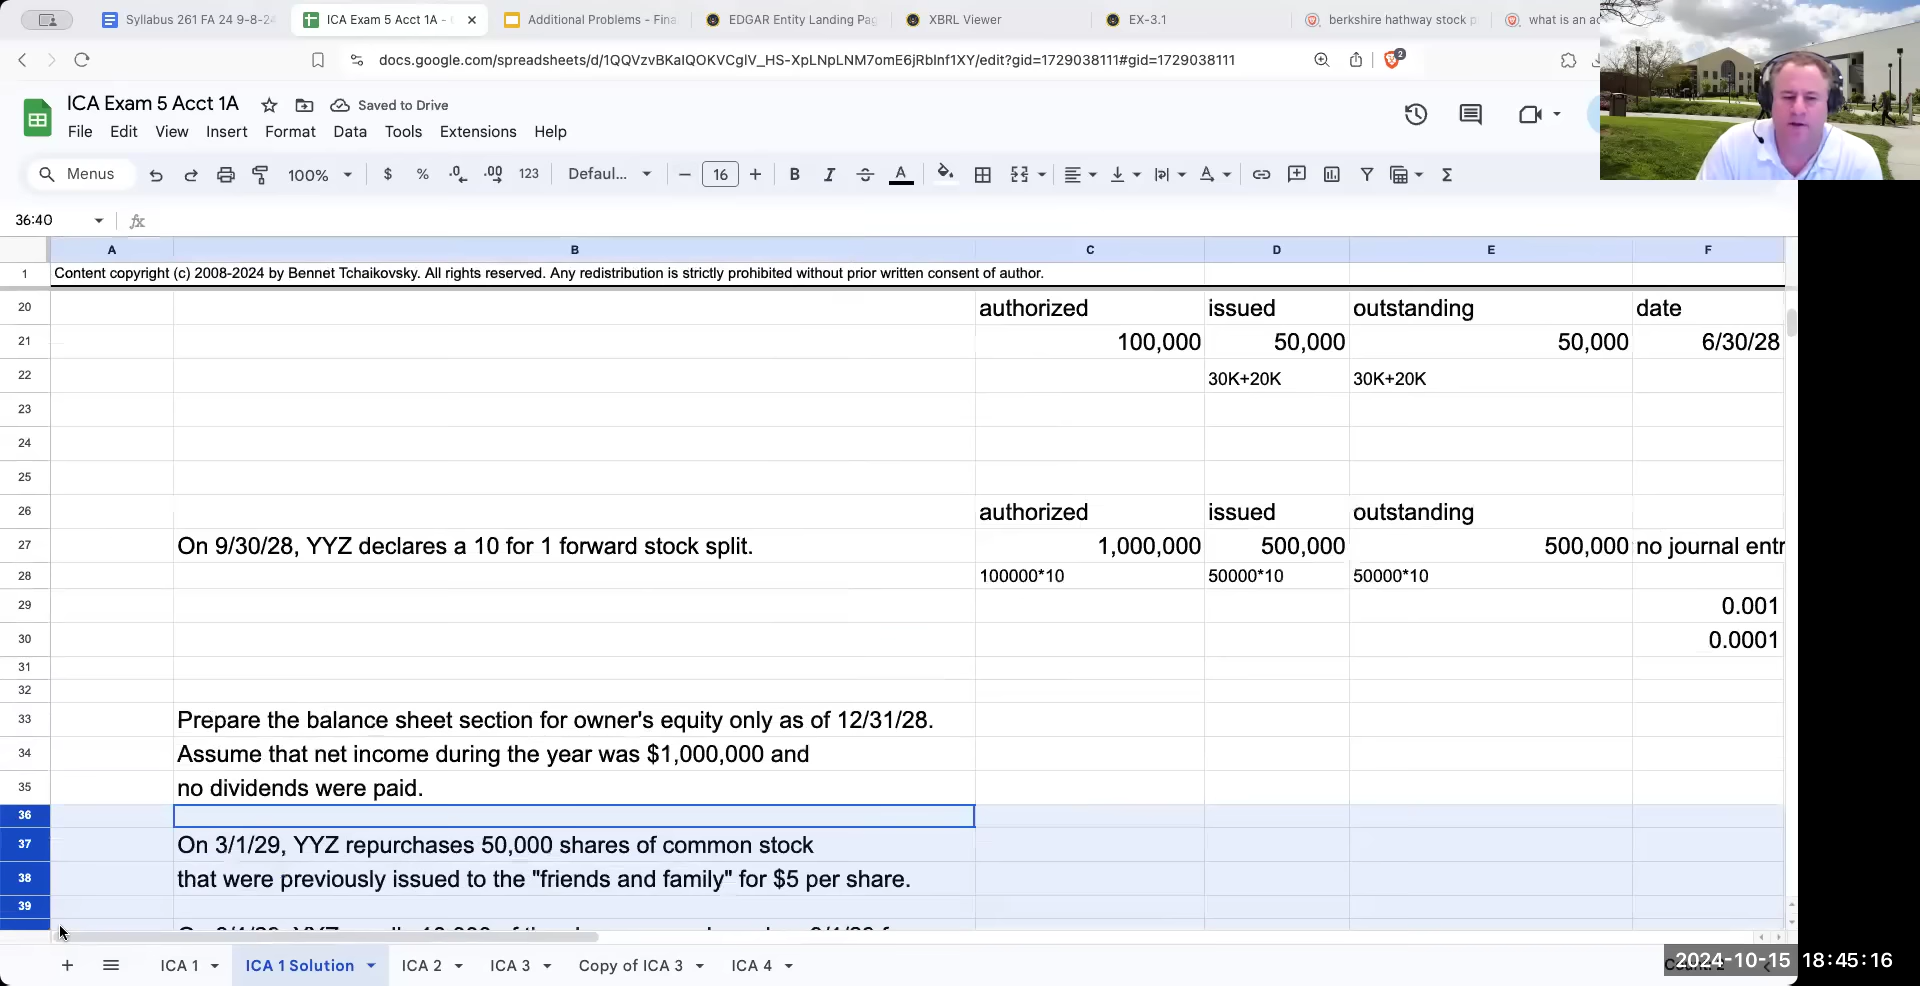 Syllabus 261 FA 24 9-8-24
ICA Exam 5 Acct 1A -
Additional Problems - Fina
EDGAR Entity Landing Pag
XBRL Viewer
EX-3.1
berkshire hathway stock p
what is an ac
docs.google.com/spreadsheets/d/1QQVzvBKaIQOKVCglV_HS-XpLNpLNM7omE6jRbInf1XY/edit?gid=1729038111#gid=1729038111
2
ICA Exam 5 Acct 1A
Saved to Drive
File Edit View Insert Format Data Tools Extensions Help
Menus 100% $ % .0 .00 123 Defaul... 16 B I A
36:40 fx
A B C D E F
1 Content copyright (c) 2008-2024 by Bennet Tchaikovsky. All rights reserved. Any redistribution is strictly prohibited without prior written consent of author.
20 authorized issued outstanding date
21 100,000 50,000 50,000 6/30/28
22 30K+20K 30K+20K
23
24
25
26 authorized issued outstanding
27 On 9/30/28, YYZ declares a 10 for 1 forward stock split. 1,000,000 500,000 500,000 no journal entr
28 100000*10 50000*10 50000*10
29 0.001
30 0.0001
31
32
33 Prepare the balance sheet section for owner's equity only as of 12/31/28.
34 Assume that net income during the year was $1,000,000 and
35 no dividends were paid.
36
37 On 3/1/29, YYZ repurchases 50,000 shares of common stock
38 that were previously issued to the "friends and family" for $5 per share.
39
ICA 1 ICA 1 Solution ICA 2 ICA 3 Copy of ICA 3 ICA 4
2024-10-15 18:45:16